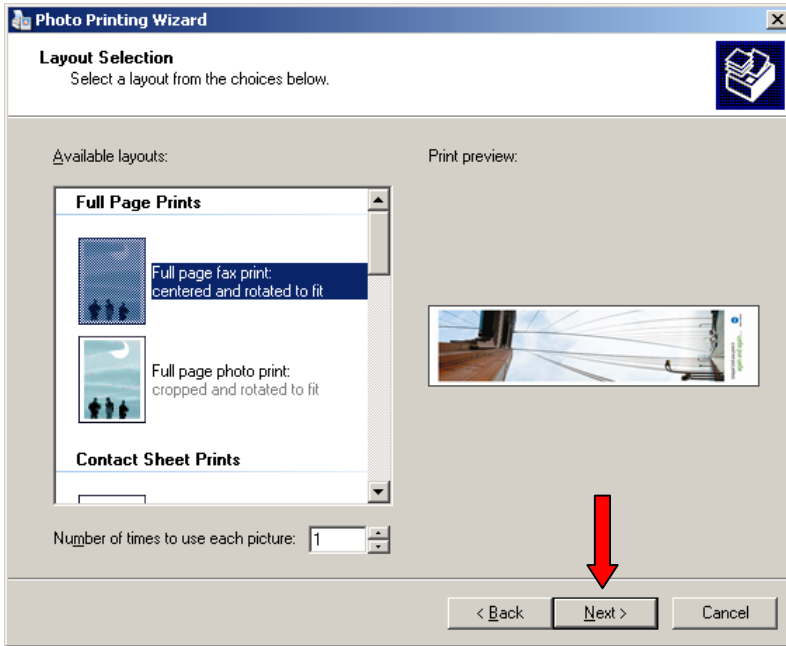 Photo Printing Wizard
Layout Selection
Select a layout from the choices below.
Available layouts:
Print preview:
Full Page Prints
Full page fax print:
centered and rotated to fit
Full page photo print:
cropped and rotated to fit
Contact Sheet Prints
Number of times to use each picture: 1
< Back
Next >
Cancel